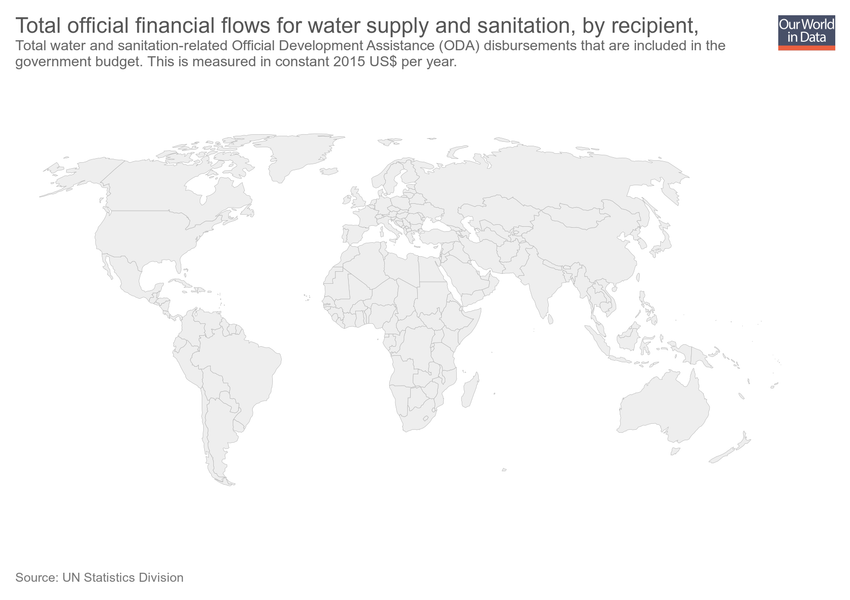 Total official financial flows for water supply and sanitation, by recipient,
Our World
in Data
Total water and sanitation-related Official Development Assistance (ODA) disbursements that are included in the
government budget. This is measured in constant 2015 US$ per year.
Source: UN Statistics Division